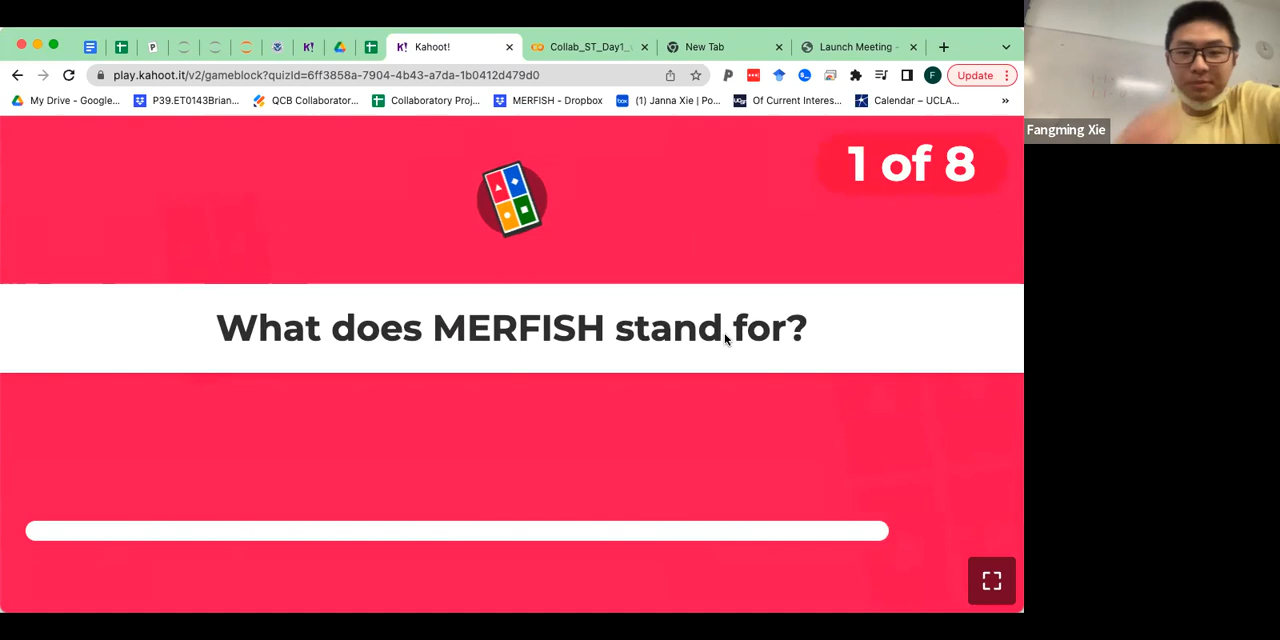 K! Kahoot!
Collab_ST_Day1_
New Tab
Launch Meeting -
play.kahoot.it/v2/gameblock?quizId=6ff3858a-7904-4b43-a7da-1b0412d479d0
F
Update
My Drive - Google...
P39.ET0143Brian...
QCB Collaborator...
Collaboratory Proj...
MERFISH - Dropbox
(1) Janna Xie | Po...
Of Current Interes...
Calendar – UCLA...
»
Fangming Xie
1 of 8
What does MERFISH stand for?